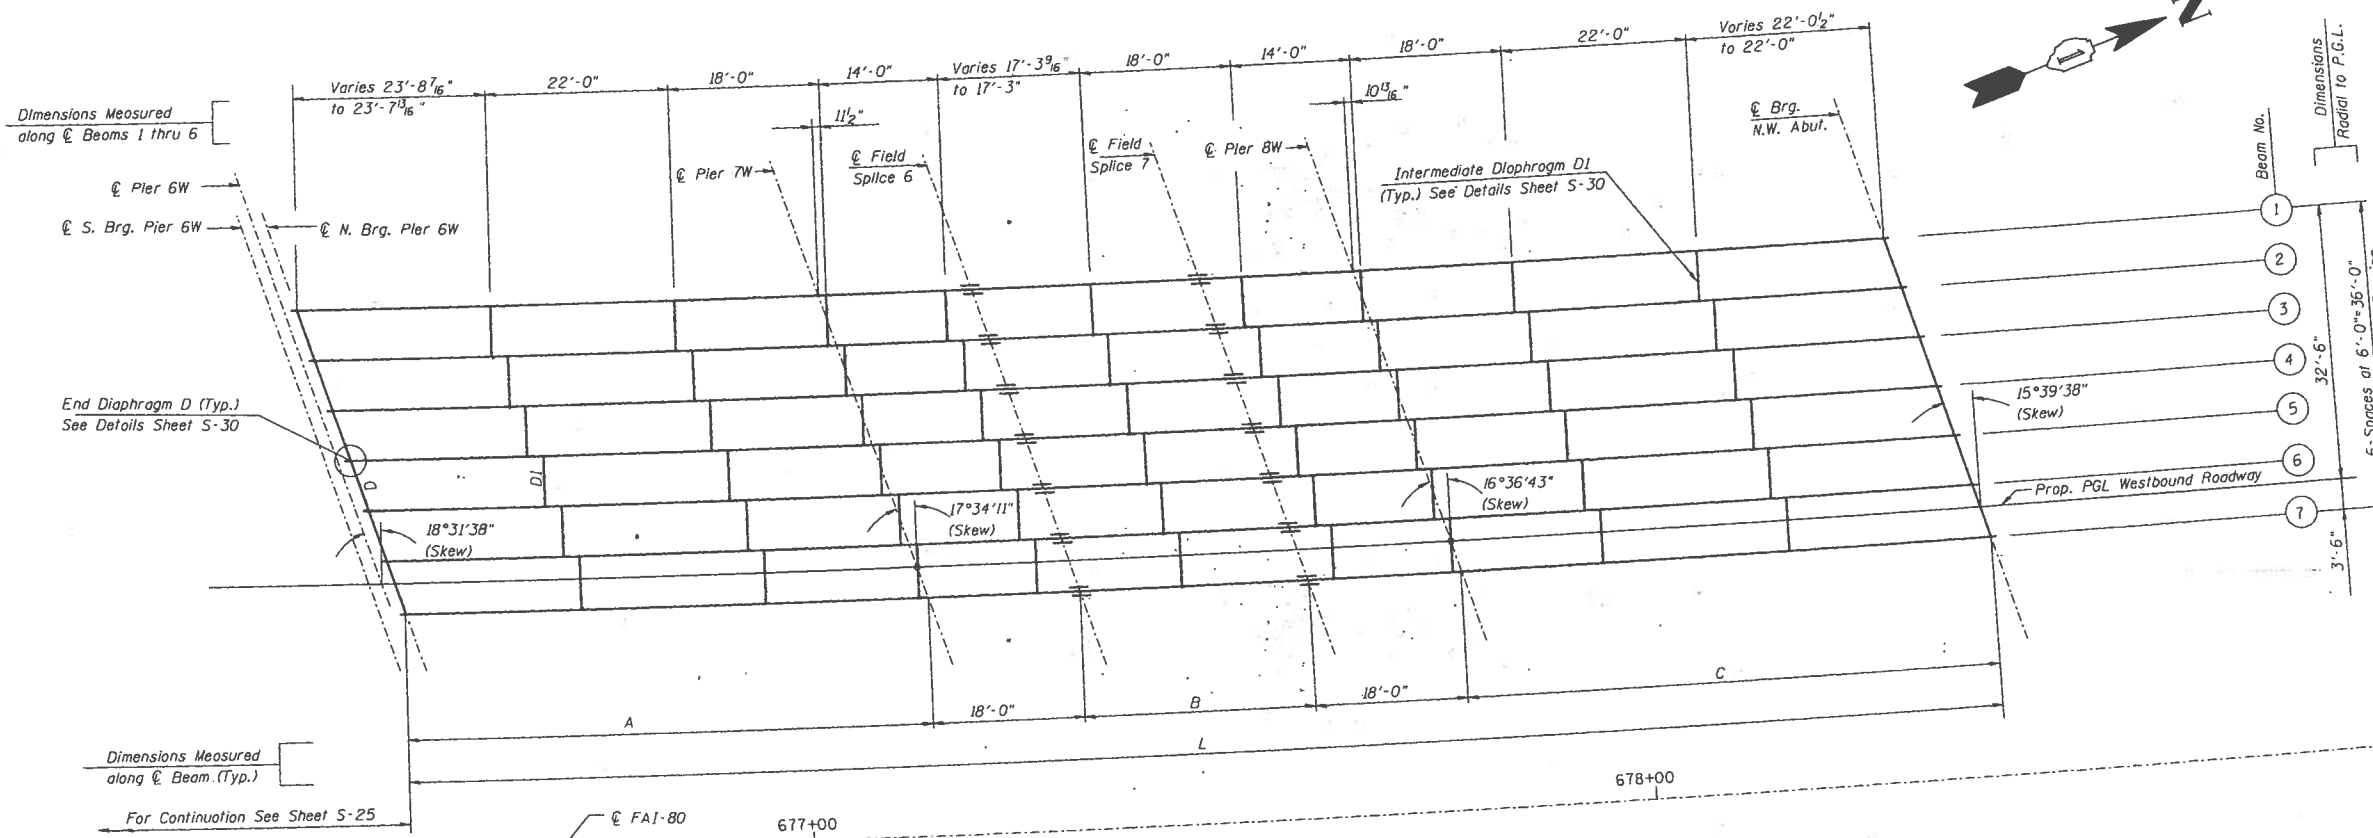 Varies 23'-8 7/16"
to 23'-7 13/16"
22'-0"
18'-0"
14'-0"
Varies 17'-3 9/16"
to 17'-3"
18'-0"
14'-0"
18'-0"
22'-0"
Varies 22'-0 1/2"
to 22'-0"
N
1
Dimensions
Radial to P.G.L.
Dimensions Measured
along ℄ Beams 1 thru 6
11 1/2"
10 13/16"
℄ Pier 6W
℄ S. Brg. Pier 6W
℄ N. Brg. Pier 6W
℄ Pier 7W
℄ Field
Splice 6
℄ Field
Splice 7
℄ Pier 8W
℄ Brg.
N.W. Abut.
Intermediate Diaphragm D1
(Typ.) See Details Sheet S-30
Beam No.
1
2
3
4
5
6
7
32'-6"
6'-0"=36'-0"
3'-6"
End Diaphragm D (Typ.)
See Details Sheet S-30
D
D1
18°31'38"
(Skew)
17°34'11"
(Skew)
16°36'43"
(Skew)
15°39'38"
(Skew)
Prop. PGL Westbound Roadway
A
18'-0"
B
18'-0"
C
L
Dimensions Measured
along ℄ Beam (Typ.)
For Continuation See Sheet S-25
℄ FAI-80
677+00
678+00